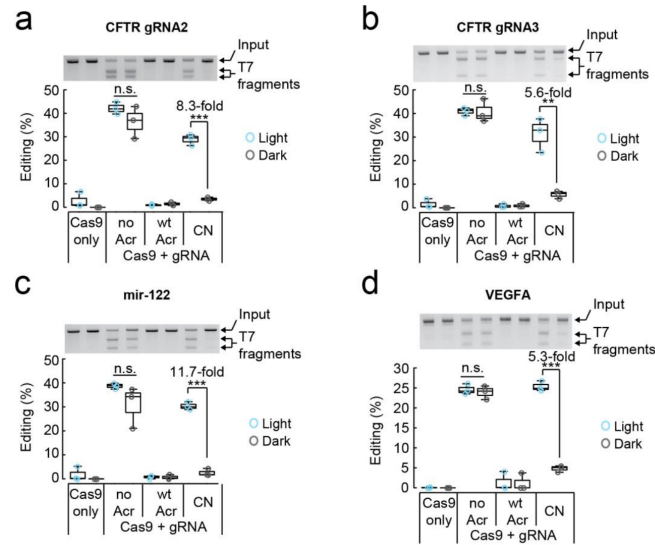 a
CFTR gRNA2
Input
T7
fragments
n.s.
8.3-fold
***
50
40
30
20
10
0
Editing (%)
Light
Dark
Cas9
only
no
Acr
wt
Acr
CN
Cas9 + gRNA
b
CFTR gRNA3
Input
T7
fragments
n.s.
5.6-fold
**
50
40
30
20
10
0
Editing (%)
Light
Dark
Cas9
only
no
Acr
wt
Acr
CN
Cas9 + gRNA
c
mir-122
Input
T7
fragments
n.s.
11.7-fold
***
50
40
30
20
10
0
Editing (%)
Light
Dark
Cas9
only
no
Acr
wt
Acr
CN
Cas9 + gRNA
d
VEGFA
Input
T7
fragments
n.s.
5.3-fold
***
30
25
20
15
10
5
0
Editing (%)
Light
Dark
Cas9
only
no
Acr
wt
Acr
CN
Cas9 + gRNA